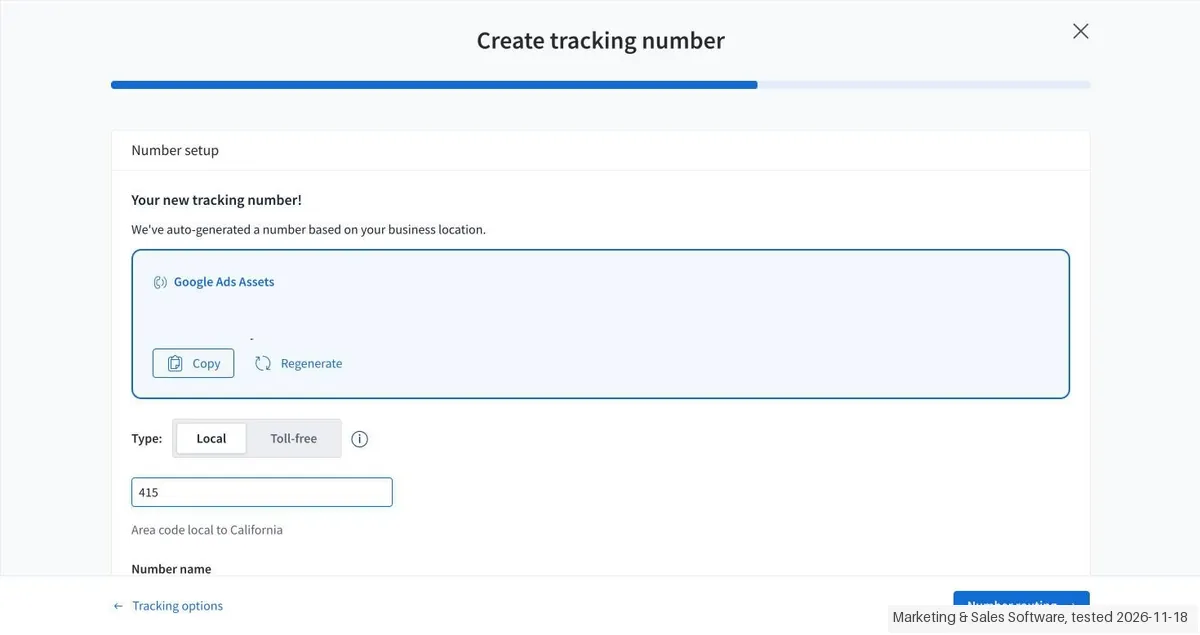 Create tracking number
Number setup
Your new tracking number!
We've auto-generated a number based on your business location.
Google Ads Assets
-
Copy Regenerate
Type: Local Toll-free
415
Area code local to California
Number name
← Tracking options
Number routing →
Marketing & Sales Software, tested 2026-11-18